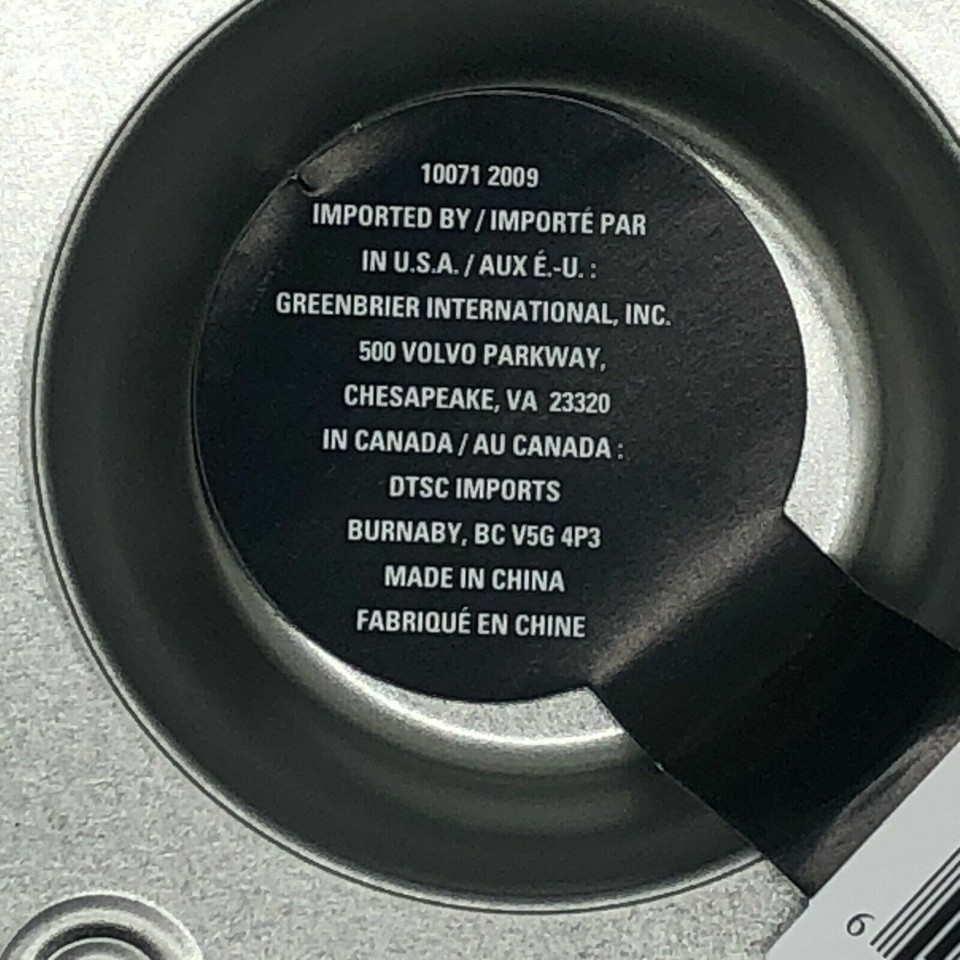 10071 2009
IMPORTED BY / IMPORTÉ PAR
IN U.S.A. / AUX É.-U. :
GREENBRIER INTERNATIONAL, INC.
500 VOLVO PARKWAY,
CHESAPEAKE, VA 23320
IN CANADA / AU CANADA :
DTSC IMPORTS
BURNABY, BC V5G 4P3
MADE IN CHINA
FABRIQUÉ EN CHINE
6